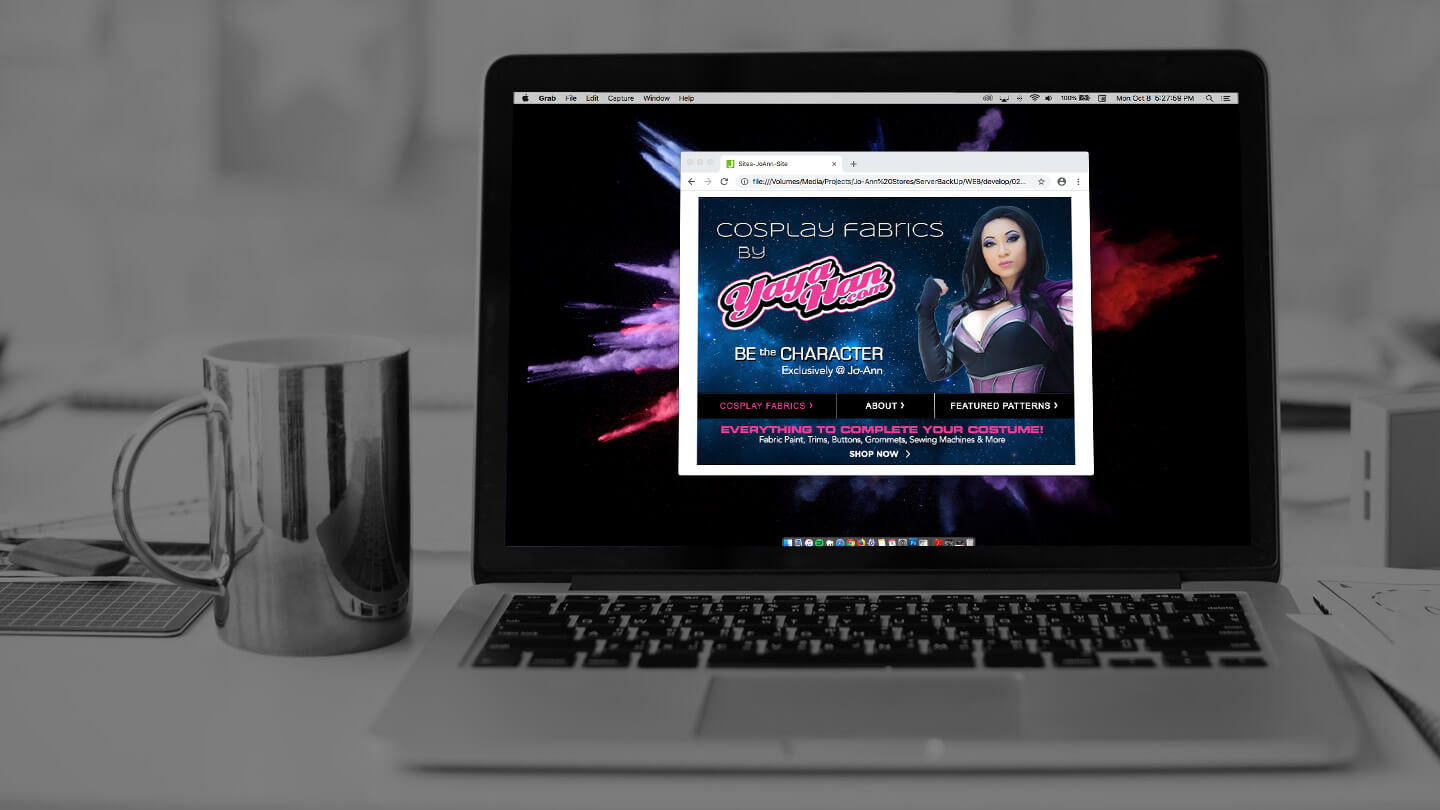 Grab File Edit Capture Window Help 100% Mon Oct 8 5:27:59 PM
Sites-JoAnn-Site
file:///Volumes/Media/Projects/Jo-Ann%20Stores/ServerBackUp/WEB/develop/02...
COSPLAY FABRICS
BY
Yaya
Han
.com
BE the CHARACTER
Exclusively @ Jo-Ann
COSPLAY FABRICS › ABOUT › FEATURED PATTERNS ›
EVERYTHING TO COMPLETE YOUR COSTUME!
Fabric Paint, Trims, Buttons, Grommets, Sewing Machines & More
SHOP NOW ›